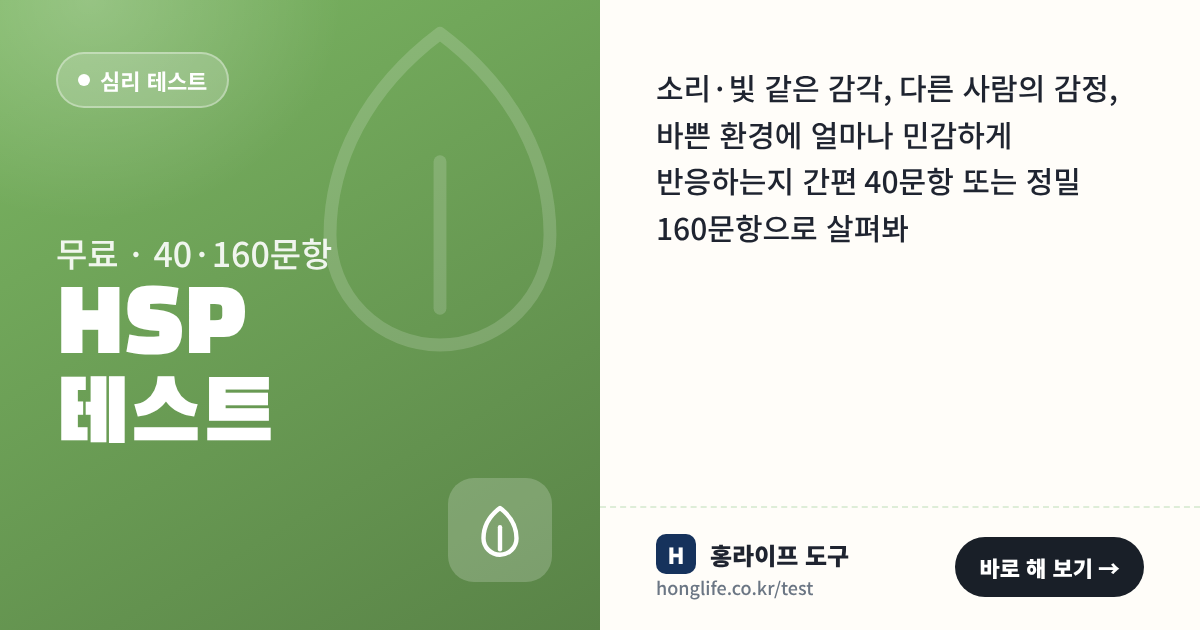 심리 테스트
무료 · 40·160문항
HSP
테스트
소리·빛 같은 감각, 다른 사람의 감정,
바쁜 환경에 얼마나 민감하게
반응하는지 간편 40문항 또는 정밀
160문항으로 살펴봐
H 홍라이프 도구
honglife.co.kr/test
바로 해 보기 →